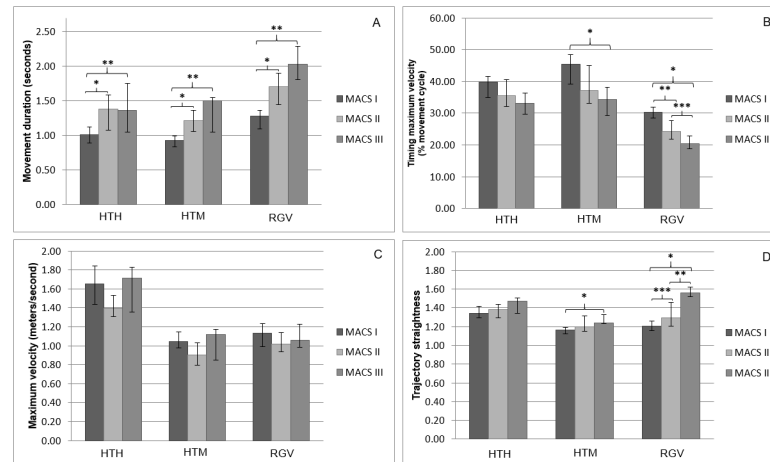 A
Movement duration (seconds)
2.50
2.00
1.50
1.00
0.50
0.00
**
*
**
*
**
*
HTH HTM RGV
MACS I
MACS II
MACS III
B
Timing maximum velocity
(% movement cycle)
60.00
50.00
40.00
30.00
20.00
10.00
0.00
*
*
**
***
HTH HTM RGV
MACS I
MACS II
MACS II
C
Maximum velocity (meters/second)
2.00
1.80
1.60
1.40
1.20
1.00
0.80
0.60
0.40
0.20
0.00
HTH HTM RGV
MACS I
MACS II
MACS III
D
Trajectory straightness
2.00
1.80
1.60
1.40
1.20
1.00
0.80
0.60
0.40
0.20
0.00
*
*
**
***
HTH HTM RGV
MACS I
MACS II
MACS II